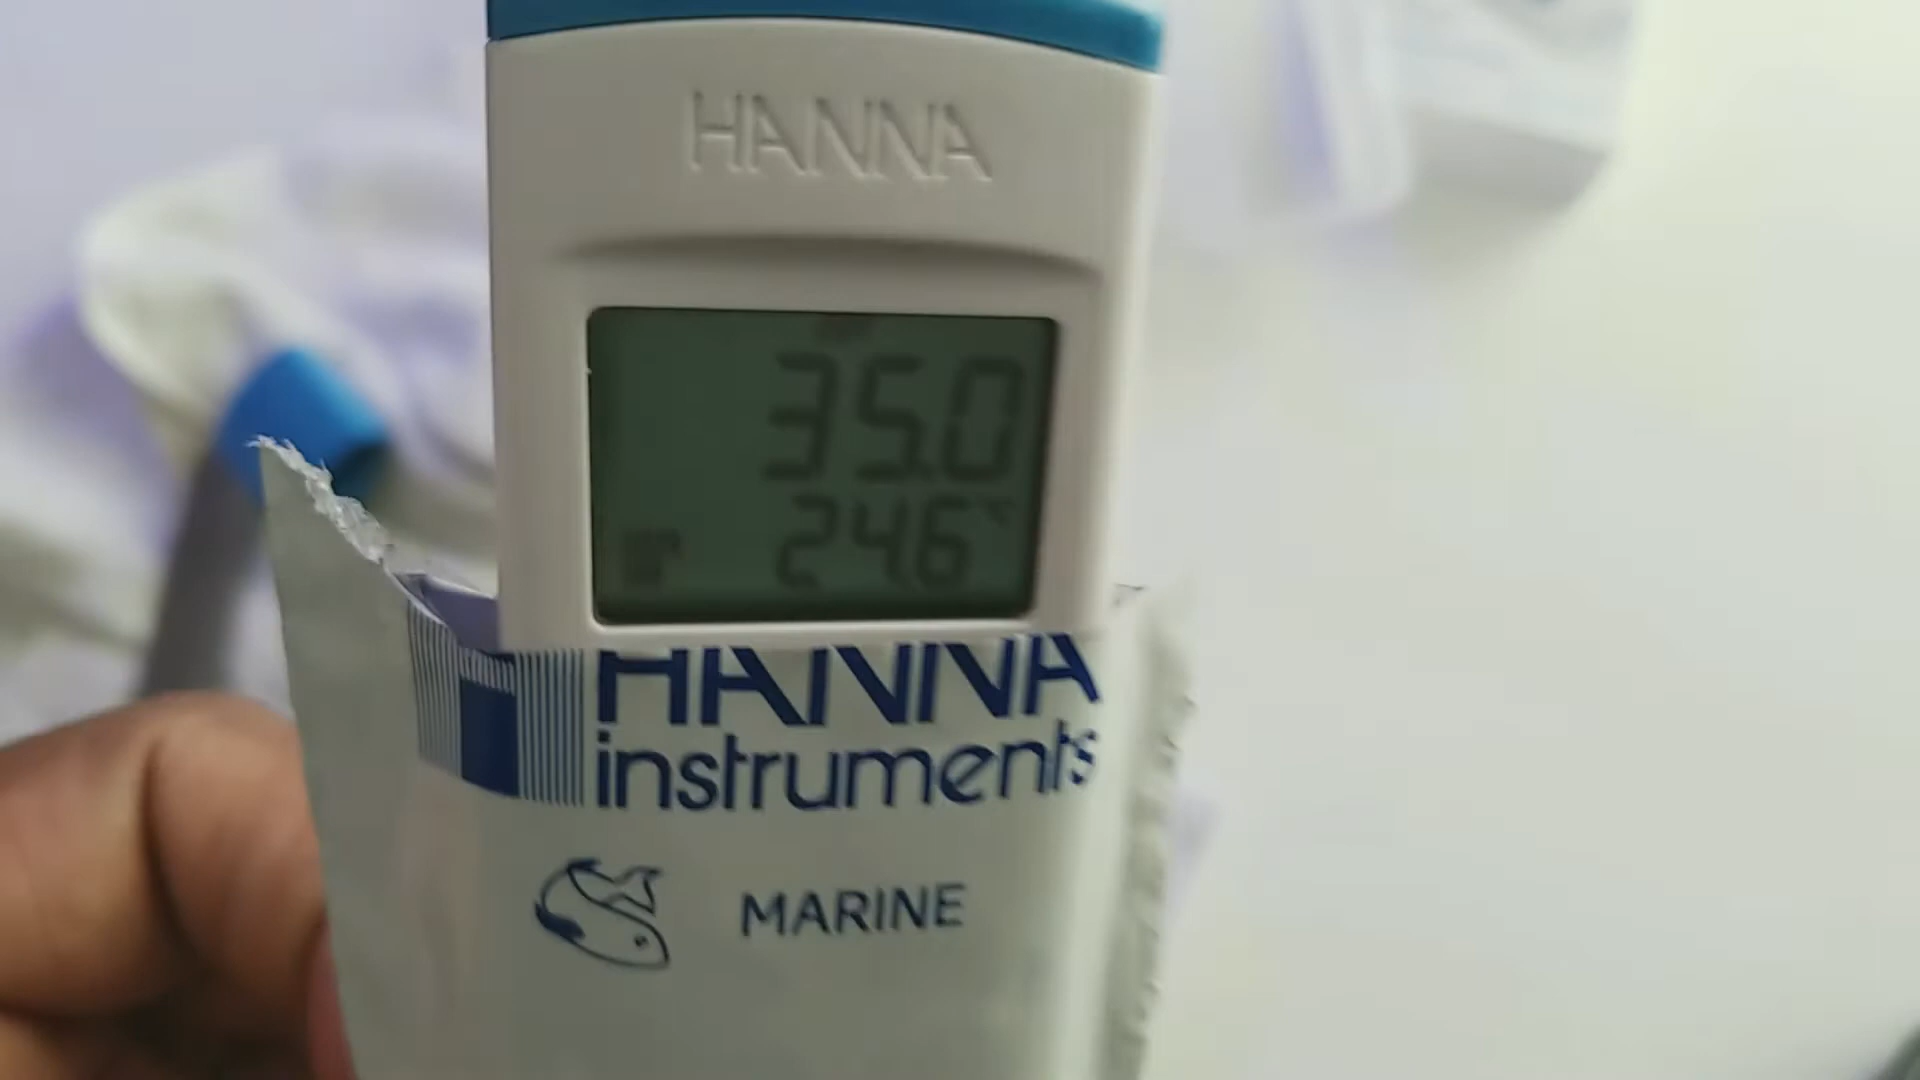 HANNA
35.0
24.6 °C
HANNA
instruments
MARINE